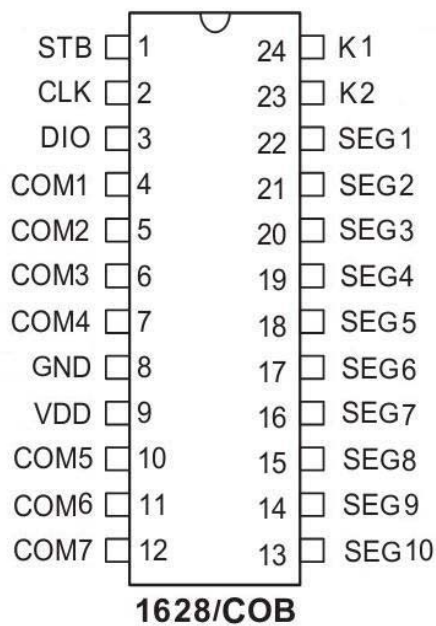 STB 1 24 K1
CLK 2 23 K2
DIO 3 22 SEG1
COM1 4 21 SEG2
COM2 5 20 SEG3
COM3 6 19 SEG4
COM4 7 18 SEG5
GND 8 17 SEG6
VDD 9 16 SEG7
COM5 10 15 SEG8
COM6 11 14 SEG9
COM7 12 13 SEG10
1628/COB